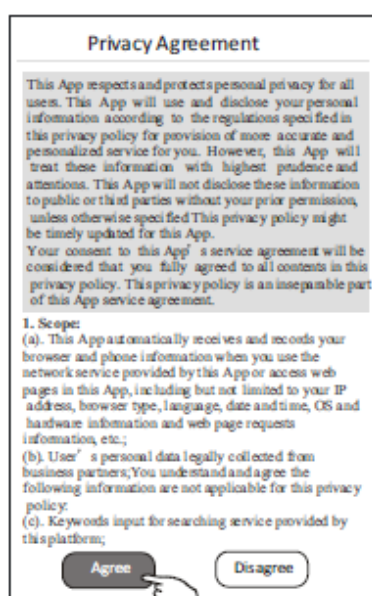 Privacy Agreement
This App respects and protects personal privacy for all
users. This App will use and disclose your personal
information according to the regulations specified in
this privacy policy for provision of more accurate and
personalized service for you. However, this App will
treat these information with highest prudence and
attentions. This App will not disclose these information
to public or third parties without your prior permission,
unless otherwise specified This privacy policy might
be timely updated for this App.
Your consent to this App's service agreement will be
considered that you fully agreed to all contents in this
privacy policy. This privacy policy is an inseparable part
of this App service agreement.
1. Scope:
(a). This App automatically receives and records your
browser and phone information when you use the
network service provided by this App or access web
pages in this App, including but not limited to your IP
address, browser type, language, date and time, OS and
hardware information and web page requests
information, etc.;
(b). User's personal data legally collected from
business partners;You understand and agree the
following information are not applicable for this privacy
policy:
(c). Keywords input for searching service provided by
this platform;
Agree
Disagree